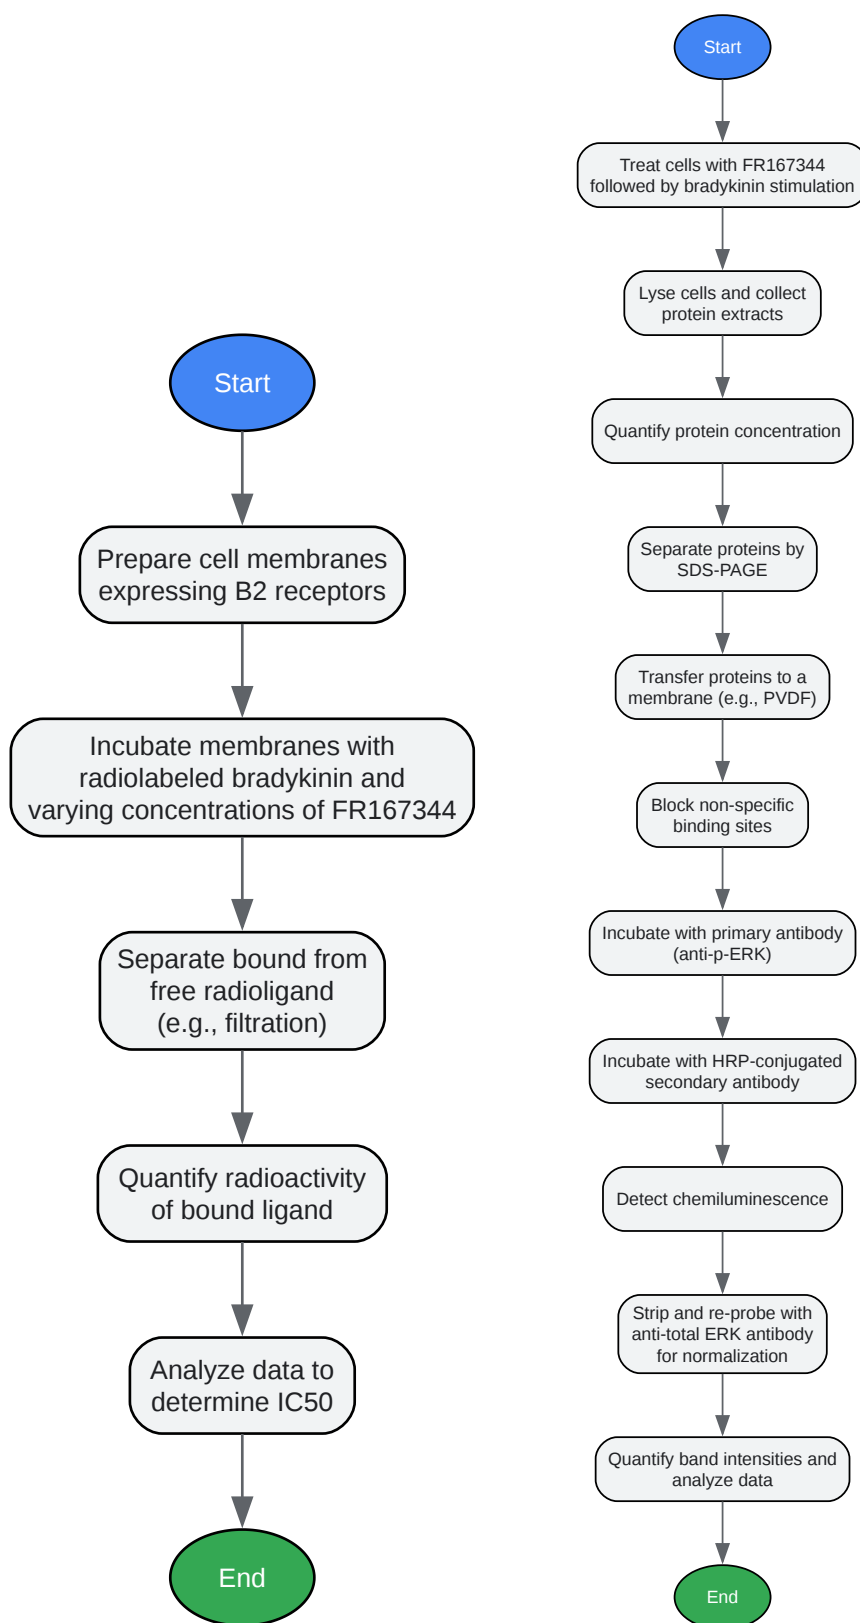 Start
Prepare cell membranes
expressing B2 receptors
Incubate membranes with
radiolabeled bradykinin and
varying concentrations of FR167344
Separate bound from
free radioligand
(e.g., filtration)
Quantify radioactivity
of bound ligand
Analyze data to
determine IC50
End
Start
Treat cells with FR167344
followed by bradykinin stimulation
Lyse cells and collect
protein extracts
Quantify protein concentration
Separate proteins by
SDS-PAGE
Transfer proteins to a
membrane (e.g., PVDF)
Block non-specific
binding sites
Incubate with primary antibody
(anti-p-ERK)
Incubate with HRP-conjugated
secondary antibody
Detect chemiluminescence
Strip and re-probe with
anti-total ERK antibody
for normalization
Quantify band intensities and
analyze data
End